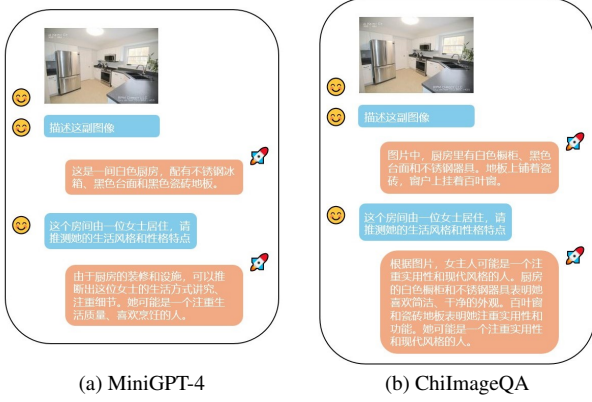 描述这副图像
这是一间白色厨房，配有不锈钢冰
箱、黑色台面和黑色瓷砖地板。
这个房间由一位女士居住，请
推测她的生活风格和性格特点
由于厨房的装修和设施，可以推
断出这位女士的生活方式讲究、
注重细节。她可能是一个注重生
活质量、喜欢烹饪的人。
(a) MiniGPT-4
描述这副图像
图片中，厨房里有白色橱柜、黑色
台面和不锈钢器具。地板上铺着瓷
砖，窗户上挂着百叶窗。
这个房间由一位女士居住，请
推测她的生活风格和性格特点
根据图片，女主人可能是一个注
重实用性和现代风格的人。厨房
的白色橱柜和不锈钢器具表明她
喜欢简洁、干净的外观。百叶窗
和瓷砖地板表明她注重实用性和
功能。她可能是一个注重实用性
和现代风格的人。
(b) ChiImageQA